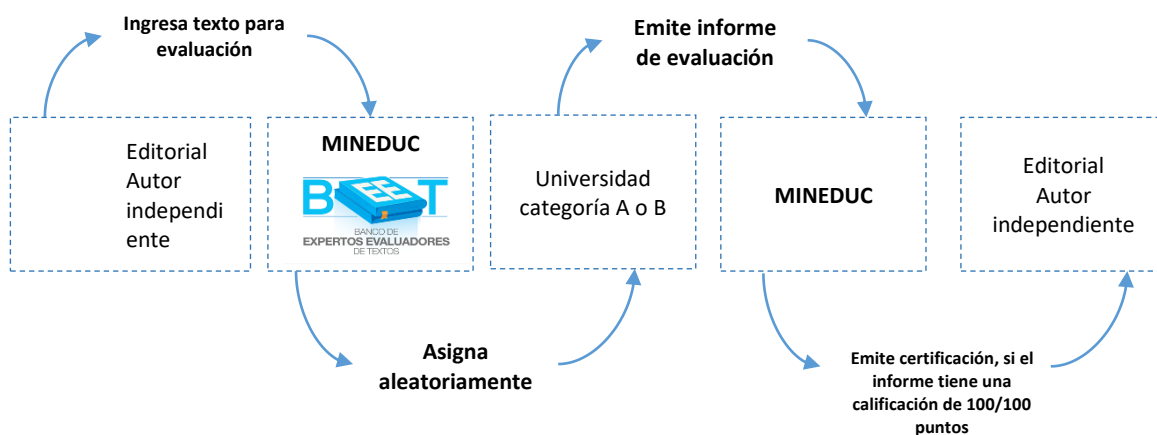 Ingresa texto para
evaluación
Emite informe
de evaluación
Editorial
Autor
independi
ente
MINEDUC
BEET
BANCO DE
EXPERTOS EVALUADORES
DE TEXTOS
Universidad
categoría A o B
MINEDUC
Editorial
Autor
independiente
Asigna
aleatoriamente
Emite certificación, si el
informe tiene una
calificación de 100/100
puntos